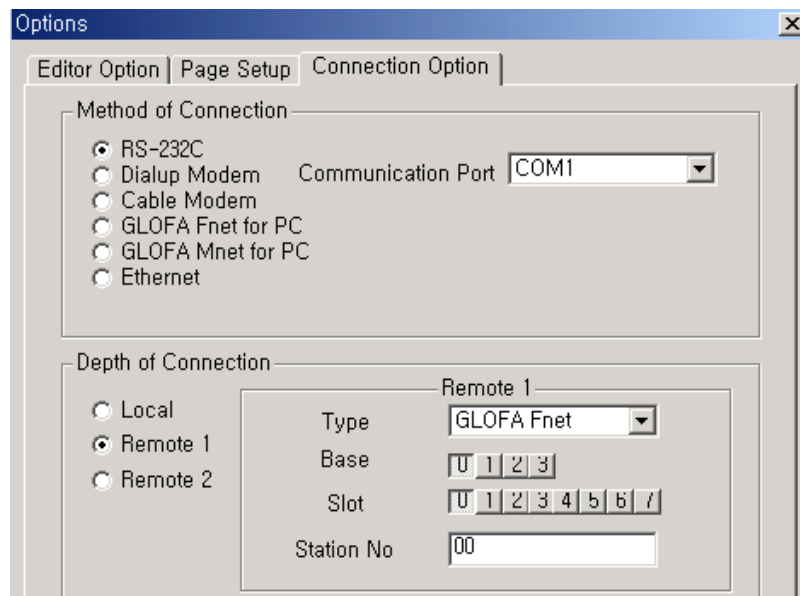 Options
Editor Option Page Setup Connection Option
Method of Connection
RS-232C
Dialup Modem
Cable Modem
GLOFA Fnet for PC
GLOFA Mnet for PC
Ethernet
Communication Port COM1
Depth of Connection
Local
Remote 1
Remote 2
Remote 1
Type GLOFA Fnet
Base 0 1 2 3
Slot 0 1 2 3 4 5 6 7
Station No 00